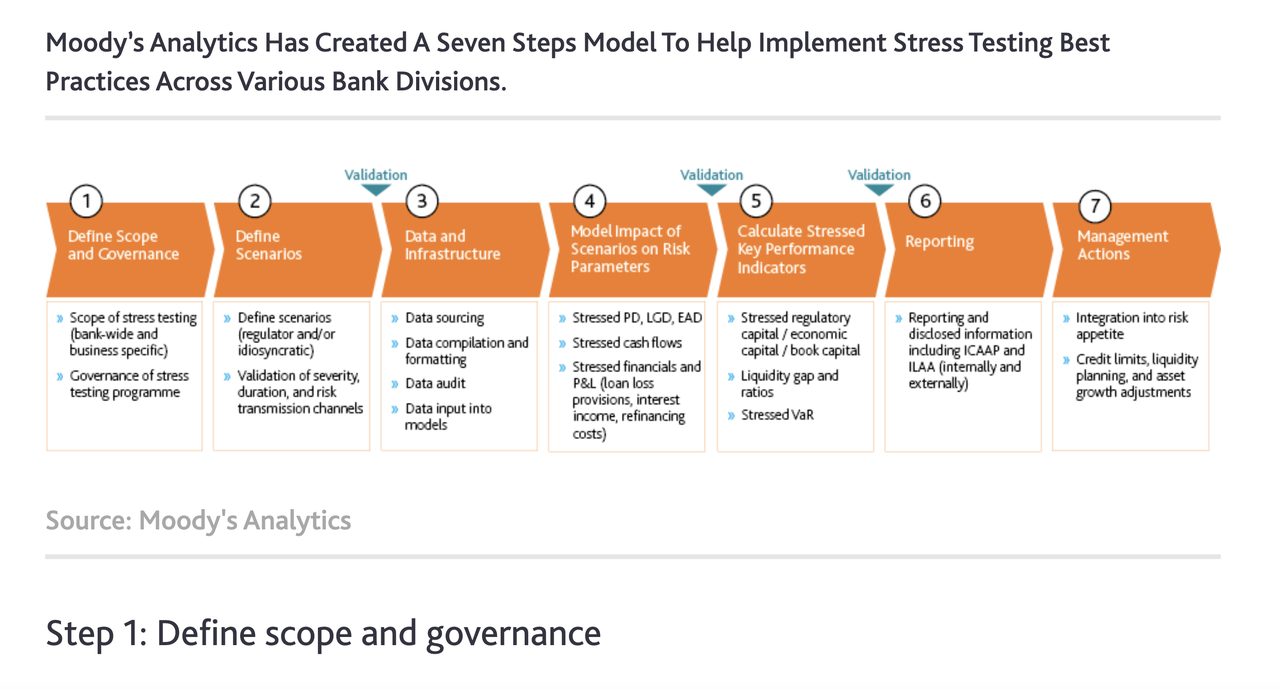 Moody's Analytics Has Created A Seven Steps Model To Help Implement Stress Testing Best
Practices Across Various Bank Divisions.
Validation
Validation
Validation
1
Define Scope
and Governance
» Scope of stress testing
(bank-wide and
business specific)
» Governance of stress
testing programme
2
Define
Scenarios
» Define scenarios
(regulator and/or
idiosyncratic)
» Validation of severity,
duration, and risk
transmission channels
3
Data and
Infrastructure
» Data sourcing
» Data compilation and
formatting
» Data audit
» Data input into
models
4
Model Impact of
Scenarios on Risk
Parameters
» Stressed PD, LGD, EAD
» Stressed cash flows
» Stressed financials and
P&L (loan loss
provisions, interest
income, refinancing
costs)
5
Calculate Stressed
Key Performance
Indicators
» Stressed regulatory
capital / economic
capital / book capital
» Liquidity gap and
ratios
» Stressed VaR
6
Reporting
» Reporting and
disclosed information
including ICAAP and
ILAA (internally and
externally)
7
Management
Actions
» Integration into risk
appetite
» Credit limits, liquidity
planning, and asset
growth adjustments
Source: Moody's Analytics
Step 1: Define scope and governance